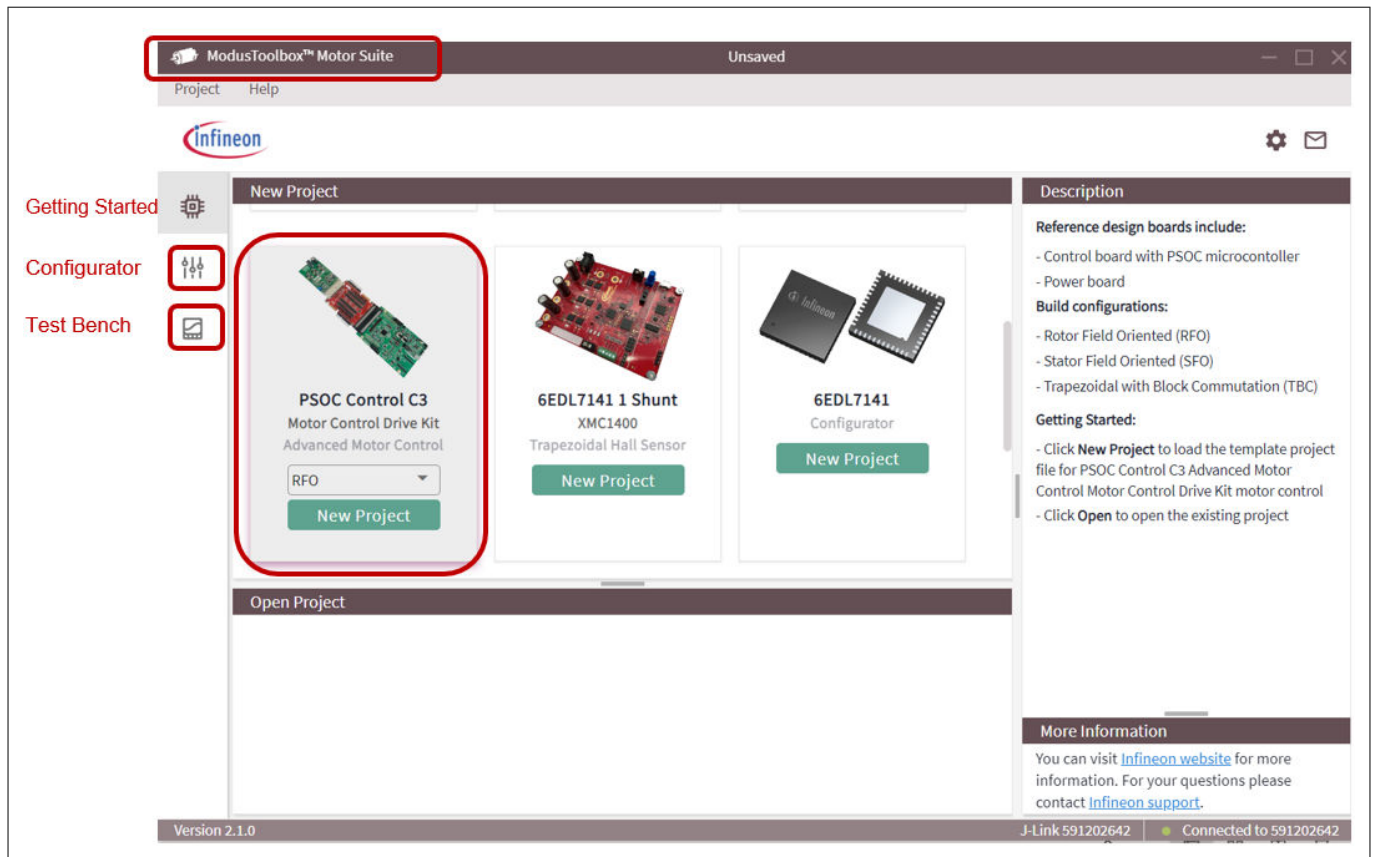 ModusToolbox™ Motor Suite
Unsaved
Project Help
infineon
Getting Started
Configurator
Test Bench
New Project
PSOC Control C3
Motor Control Drive Kit
Advanced Motor Control
RFO
New Project
6EDL7141 1 Shunt
XMC1400
Trapezoidal Hall Sensor
New Project
infineon
6EDL7141
Configurator
New Project
Open Project
Description
Reference design boards include:
- Control board with PSOC microcontoller
- Power board
Build configurations:
- Rotor Field Oriented (RFO)
- Stator Field Oriented (SFO)
- Trapezoidal with Block Commutation (TBC)
Getting Started:
- Click New Project to load the template project
file for PSOC Control C3 Advanced Motor
Control Motor Control Drive Kit motor control
- Click Open to open the existing project
More Information
You can visit Infineon website for more
information. For your questions please
contact Infineon support.
Version 2.1.0
J-Link 591202642
Connected to 591202642